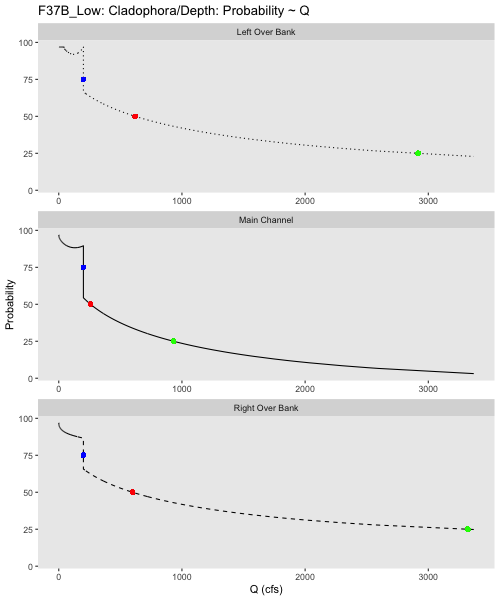 F37B_Low: Cladophora/Depth: Probability ~ Q
Left Over Bank
100
75
50
25
0
0 1000 2000 3000
Main Channel
100
75
50
25
0
0 1000 2000 3000
Probability
Right Over Bank
100
75
50
25
0
0 1000 2000 3000
Q (cfs)